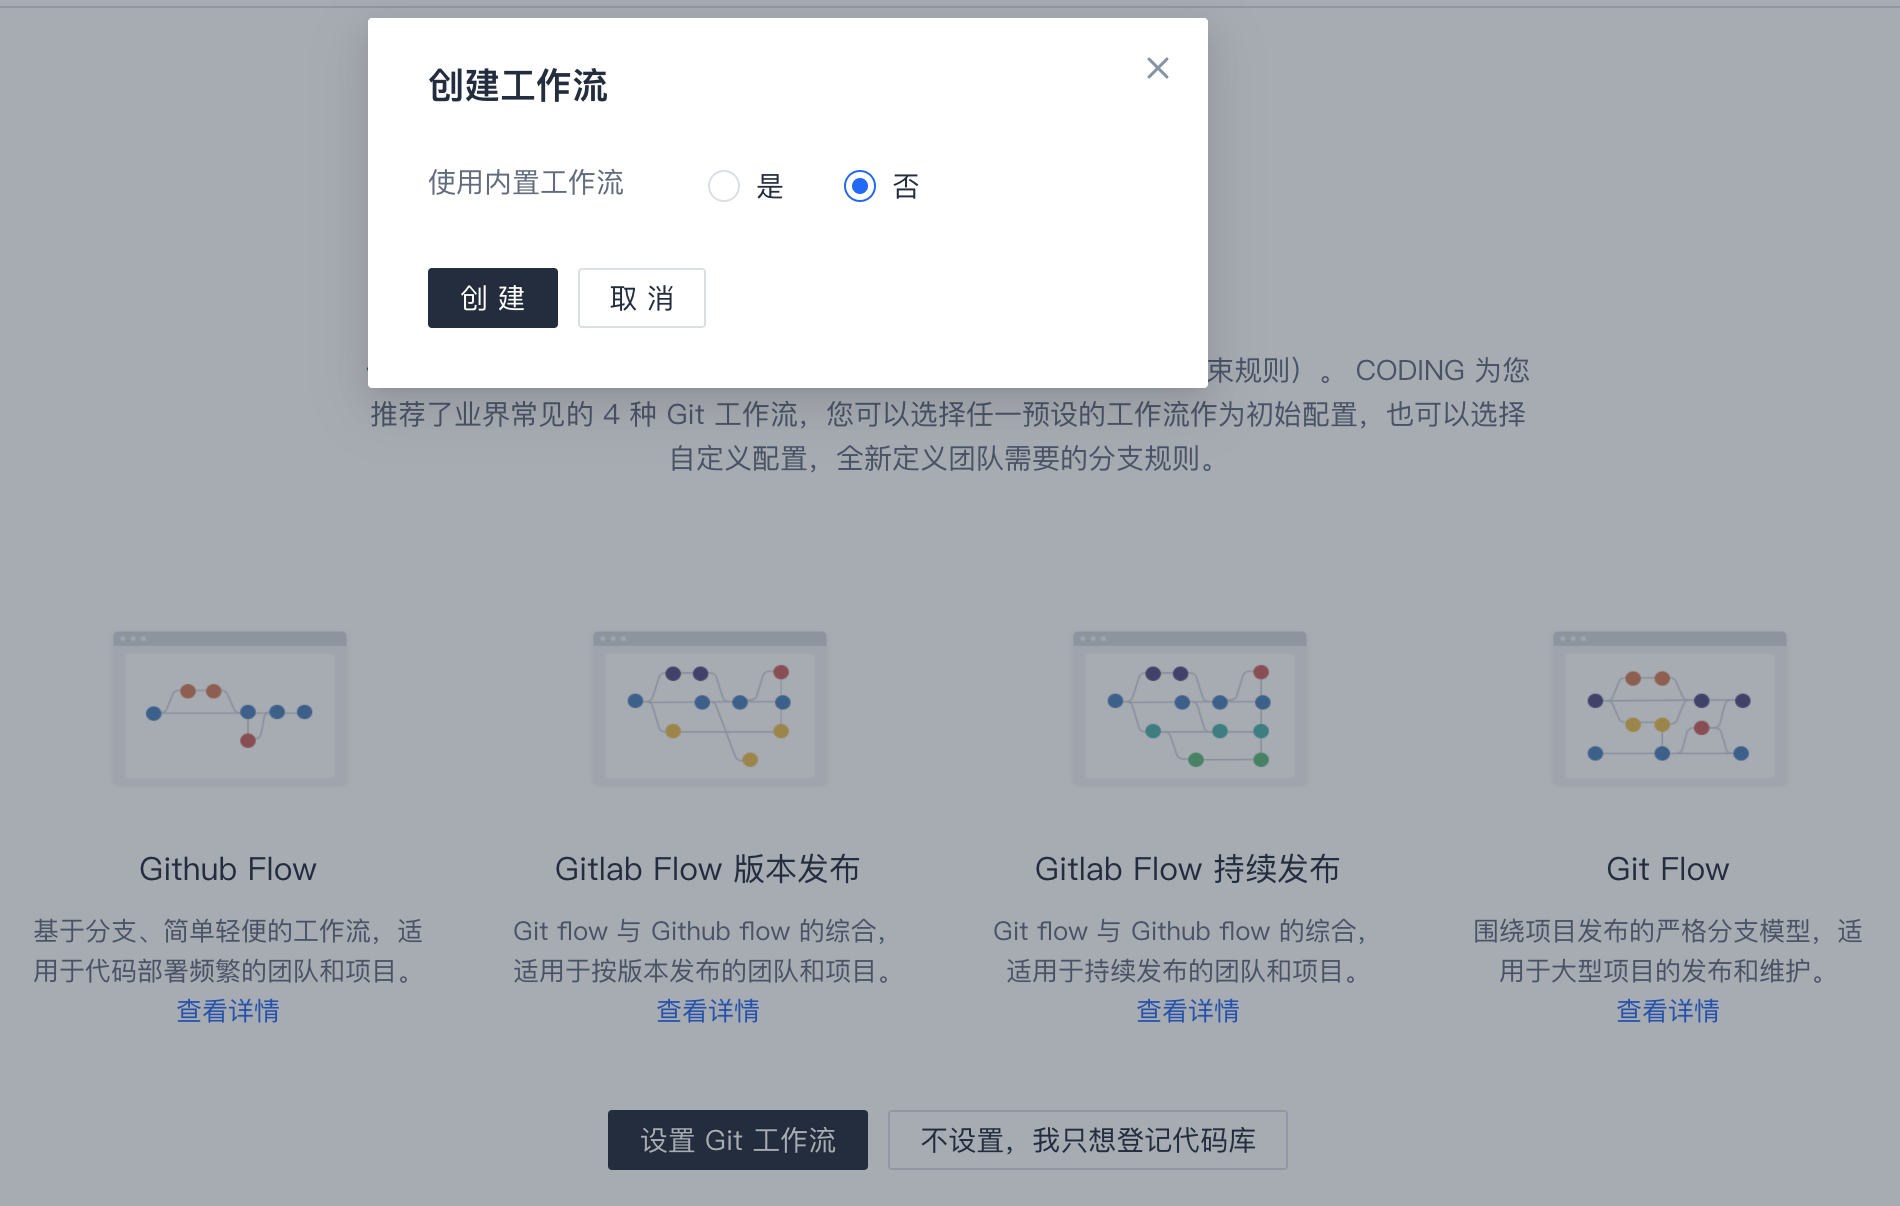 创建工作流
使用内置工作流 是 否
创 建 取 消
束规则）。 CODING 为您
推荐了业界常见的 4 种 Git 工作流，您可以选择任一预设的工作流作为初始配置，也可以选择
自定义配置，全新定义团队需要的分支规则。
Github Flow
基于分支、简单轻便的工作流，适
用于代码部署频繁的团队和项目。
查看详情
Gitlab Flow 版本发布
Git flow 与 Github flow 的综合，
适用于按版本发布的团队和项目。
查看详情
Gitlab Flow 持续发布
Git flow 与 Github flow 的综合，
适用于持续发布的团队和项目。
查看详情
Git Flow
围绕项目发布的严格分支模型，适
用于大型项目的发布和维护。
查看详情
设置 Git 工作流 不设置，我只想登记代码库